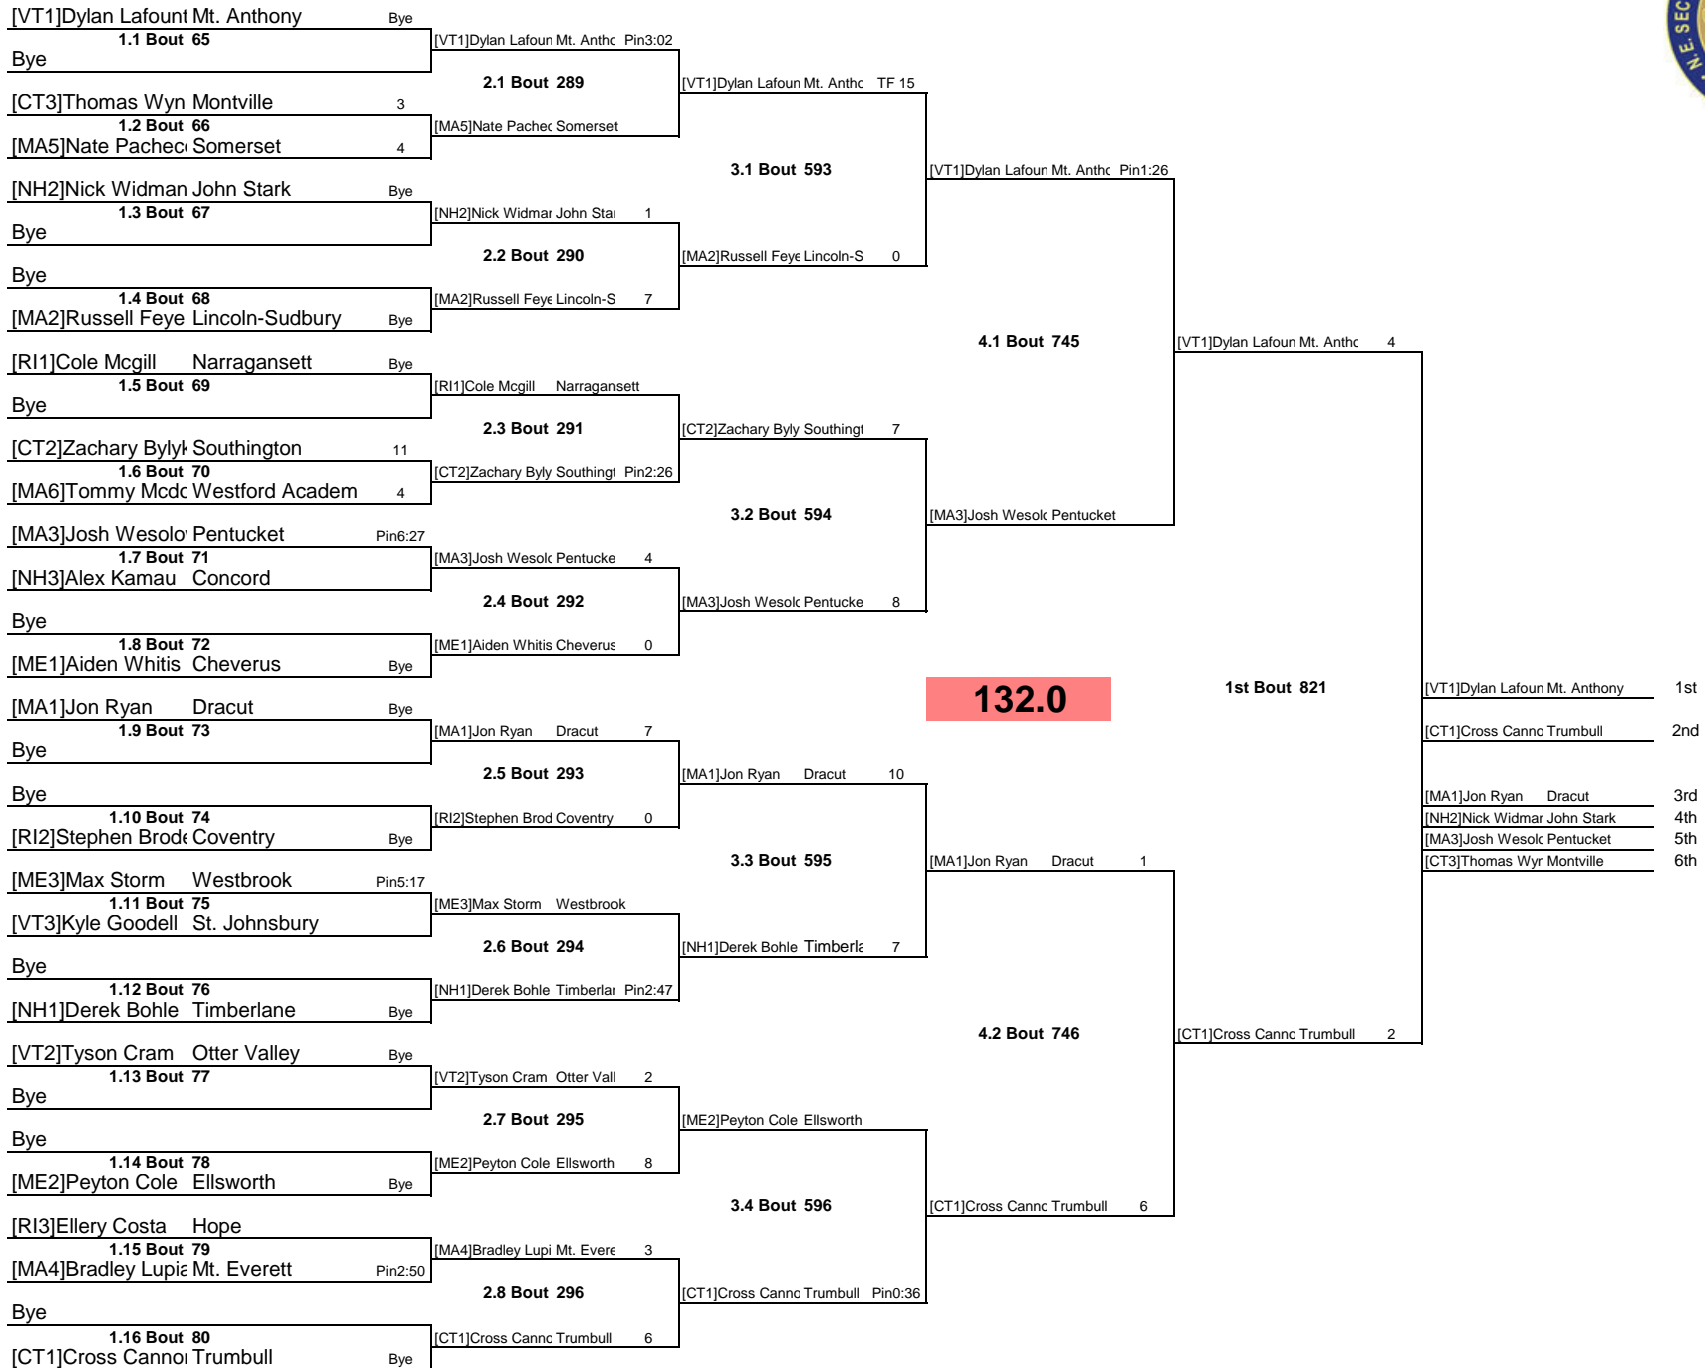 [VT1]Dylan Lafount Mt. Anthony Bye
1.1 Bout 65
Bye
[CT3]Thomas Wyn Montville 3
1.2 Bout 66
[MA5]Nate Pacheco Somerset 4
[NH2]Nick Widman John Stark Bye
1.3 Bout 67
Bye
Bye
1.4 Bout 68
[MA2]Russell Feye Lincoln-Sudbury Bye
[RI1]Cole Mcgill Narragansett Bye
1.5 Bout 69
Bye
[CT2]Zachary Byly Southington 11
1.6 Bout 70
[MA6]Tommy Mcdo Westford Academ 4
[MA3]Josh Wesolo Pentucket Pin6:27
1.7 Bout 71
[NH3]Alex Kamau Concord
Bye
1.8 Bout 72
[ME1]Aiden Whitis Cheverus Bye
[MA1]Jon Ryan Dracut Bye
1.9 Bout 73
Bye
Bye
1.10 Bout 74
[RI2]Stephen Brode Coventry Bye
[ME3]Max Storm Westbrook Pin5:17
1.11 Bout 75
[VT3]Kyle Goodell St. Johnsbury
Bye
1.12 Bout 76
[NH1]Derek Bohle Timberlane Bye
[VT2]Tyson Cram Otter Valley Bye
1.13 Bout 77
Bye
Bye
1.14 Bout 78
[ME2]Peyton Cole Ellsworth Bye
[RI3]Ellery Costa Hope
1.15 Bout 79
[MA4]Bradley Lupia Mt. Everett Pin2:50
Bye
1.16 Bout 80
[CT1]Cross Cannon Trumbull Bye
[VT1]Dylan Lafoun Mt. Antho Pin3:02
2.1 Bout 289
[MA5]Nate Pachec Somerset
[NH2]Nick Widmar John Star 1
2.2 Bout 290
[MA2]Russell Feye Lincoln-S 7
[RI1]Cole Mcgill Narragansett
2.3 Bout 291
[CT2]Zachary Byly Southingt Pin2:26
[MA3]Josh Wesolo Pentucke 4
2.4 Bout 292
[ME1]Aiden Whitis Cheverus 0
[MA1]Jon Ryan Dracut 7
2.5 Bout 293
[RI2]Stephen Brod Coventry 0
[ME3]Max Storm Westbrook
2.6 Bout 294
[NH1]Derek Bohle Timberlan Pin2:47
[VT2]Tyson Cram Otter Vall 2
2.7 Bout 295
[ME2]Peyton Cole Ellsworth 8
[MA4]Bradley Lupi Mt. Evere 3
2.8 Bout 296
[CT1]Cross Canno Trumbull 6
[VT1]Dylan Lafoun Mt. Antho TF 15
3.1 Bout 593
[MA2]Russell Feye Lincoln-S 0
[CT2]Zachary Byly Southingt 7
3.2 Bout 594
[MA3]Josh Wesolo Pentucke 8
[MA1]Jon Ryan Dracut 10
3.3 Bout 595
[NH1]Derek Bohle Timberla 7
[ME2]Peyton Cole Ellsworth
3.4 Bout 596
[CT1]Cross Canno Trumbull Pin0:36
[VT1]Dylan Lafoun Mt. Antho Pin1:26
4.1 Bout 745
[MA3]Josh Wesolo Pentucket
132.0
[MA1]Jon Ryan Dracut 1
4.2 Bout 746
[CT1]Cross Canno Trumbull 6
[VT1]Dylan Lafoun Mt. Antho 4
1st Bout 821
[CT1]Cross Canno Trumbull 2
[VT1]Dylan Lafoun Mt. Anthony 1st
[CT1]Cross Canno Trumbull 2nd
[MA1]Jon Ryan Dracut 3rd
[NH2]Nick Widmar John Stark 4th
[MA3]Josh Wesolo Pentucket 5th
[CT3]Thomas Wyn Montville 6th
N.E. SEC